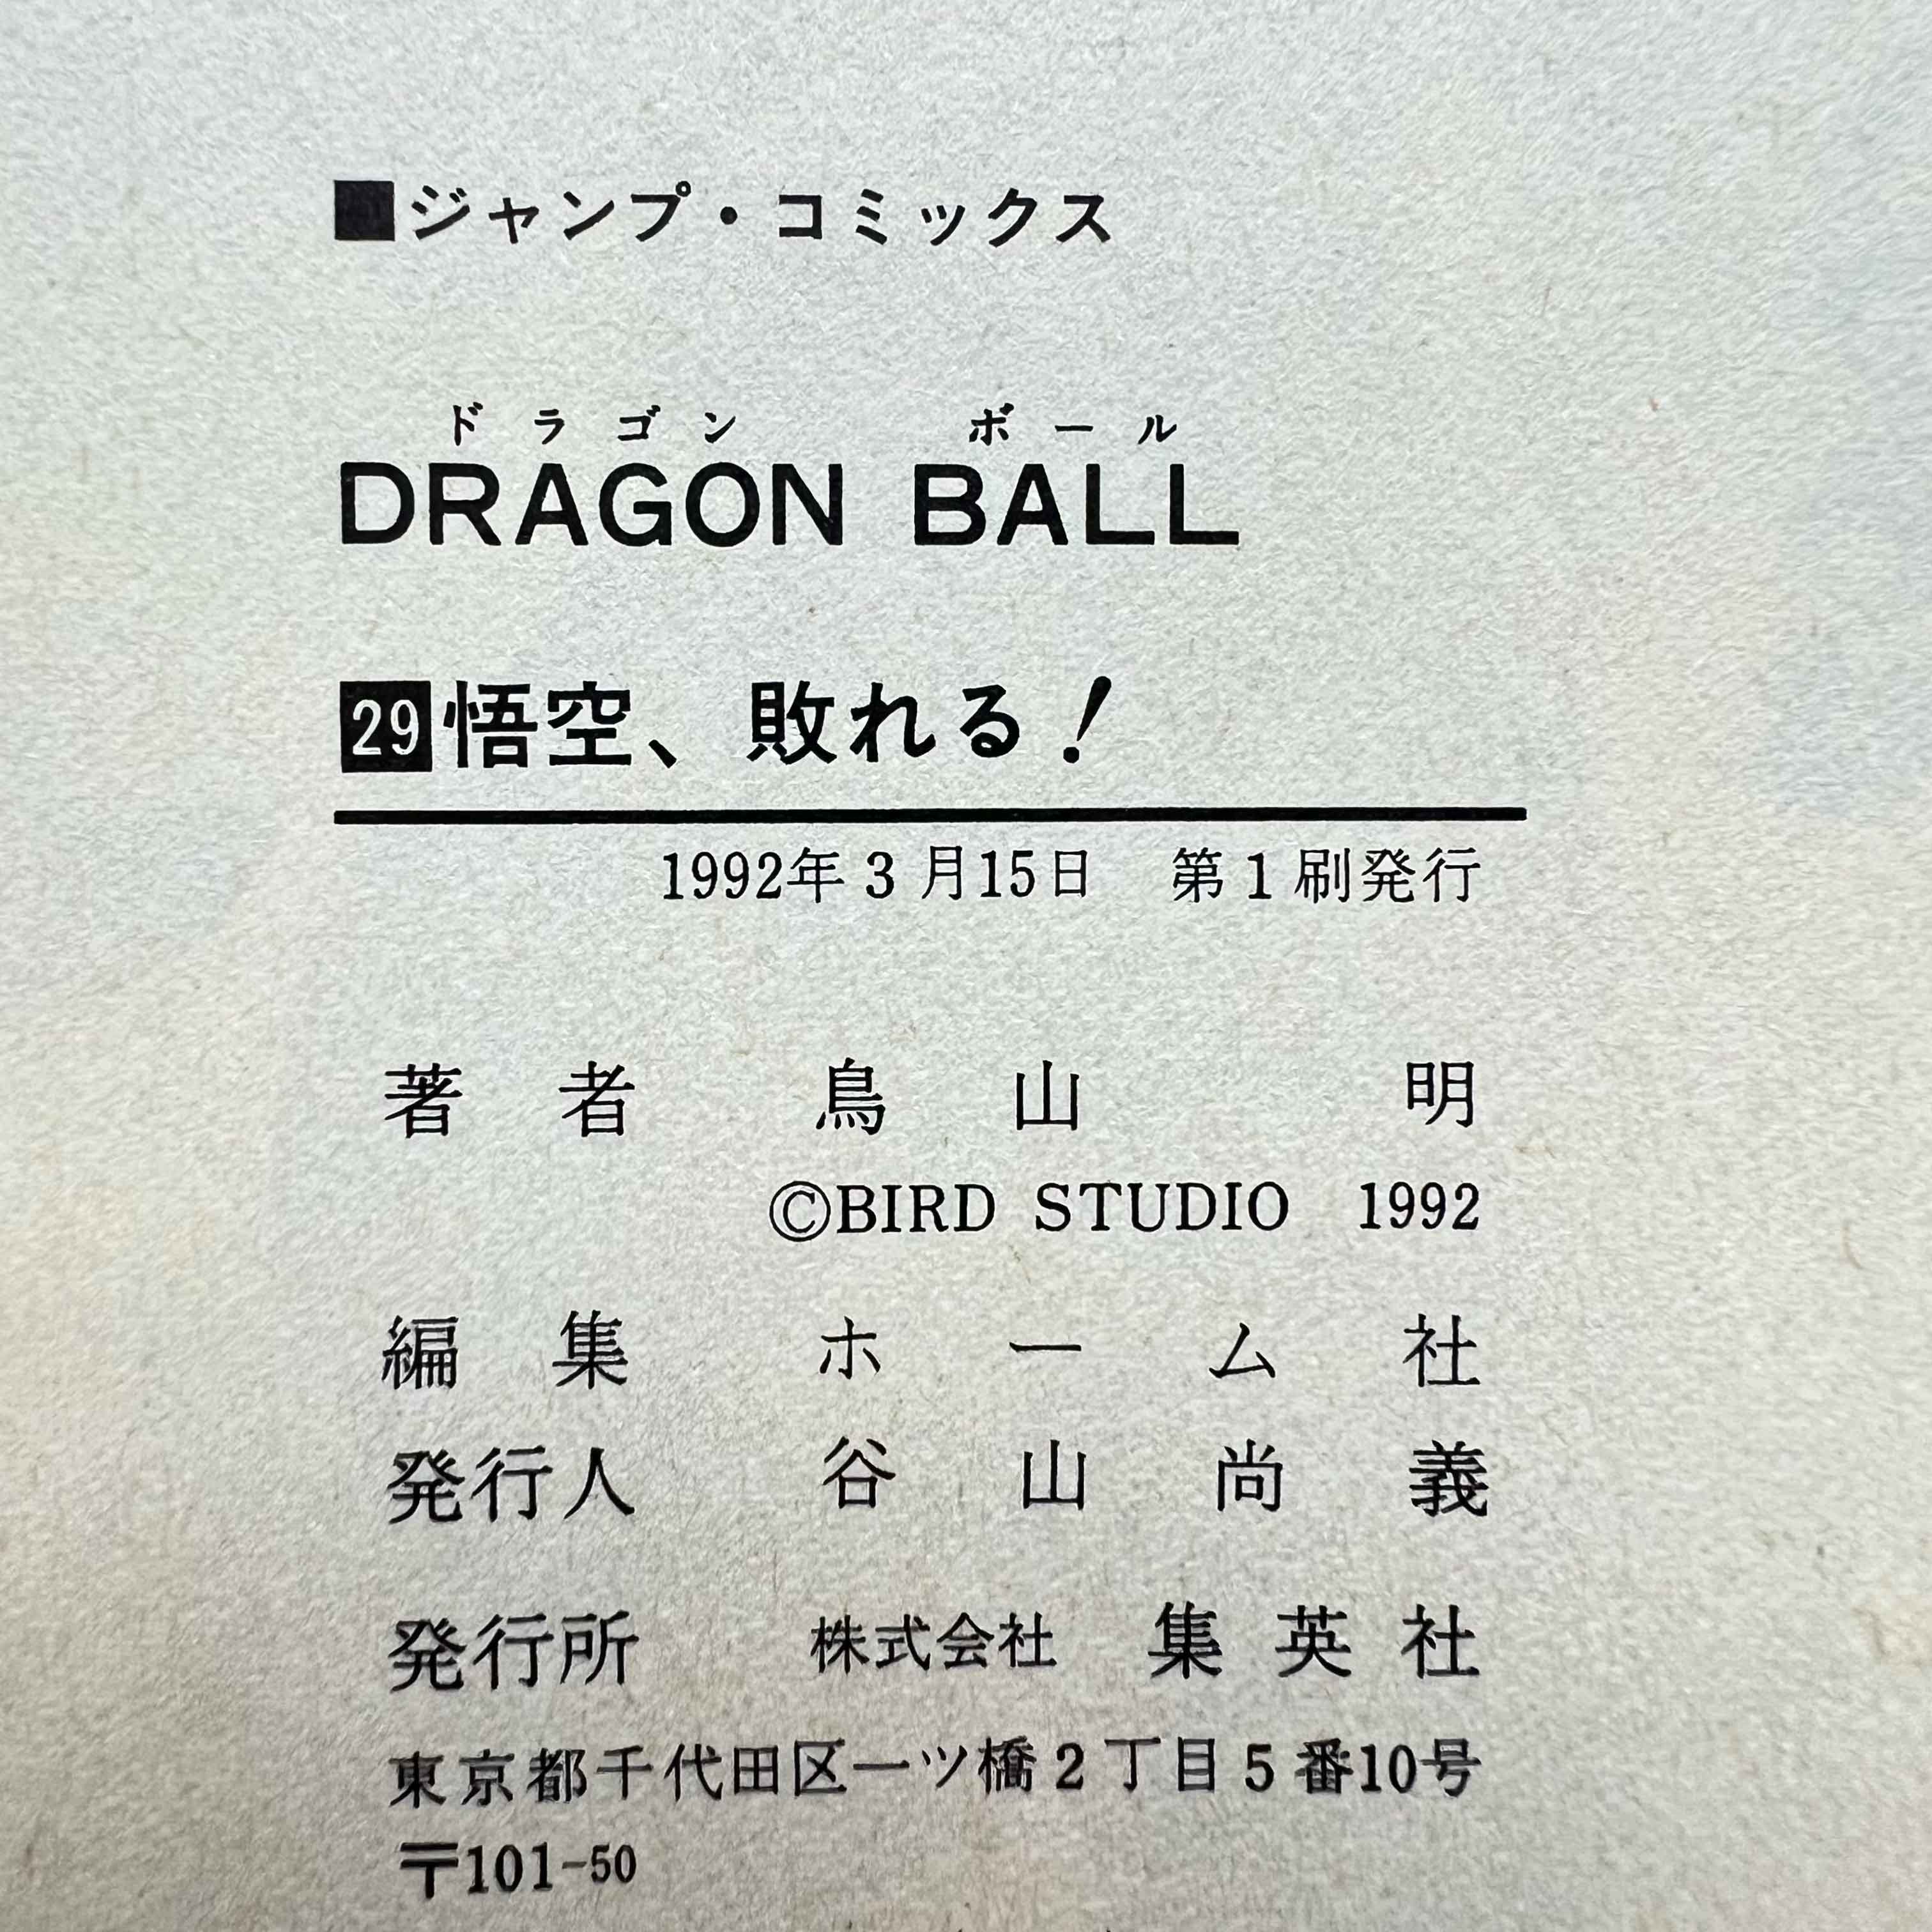 ■ジャンプ・コミックス
ドラゴン ボール
DRAGON BALL
29悟空、敗れる！
1992年3月15日 第1刷発行
著者 鳥山明
©BIRD STUDIO 1992
編集 ホーム社
発行人 谷山尚義
発行所 株式会社 集英社
東京都千代田区一ツ橋2丁目5番10号
〒101-50